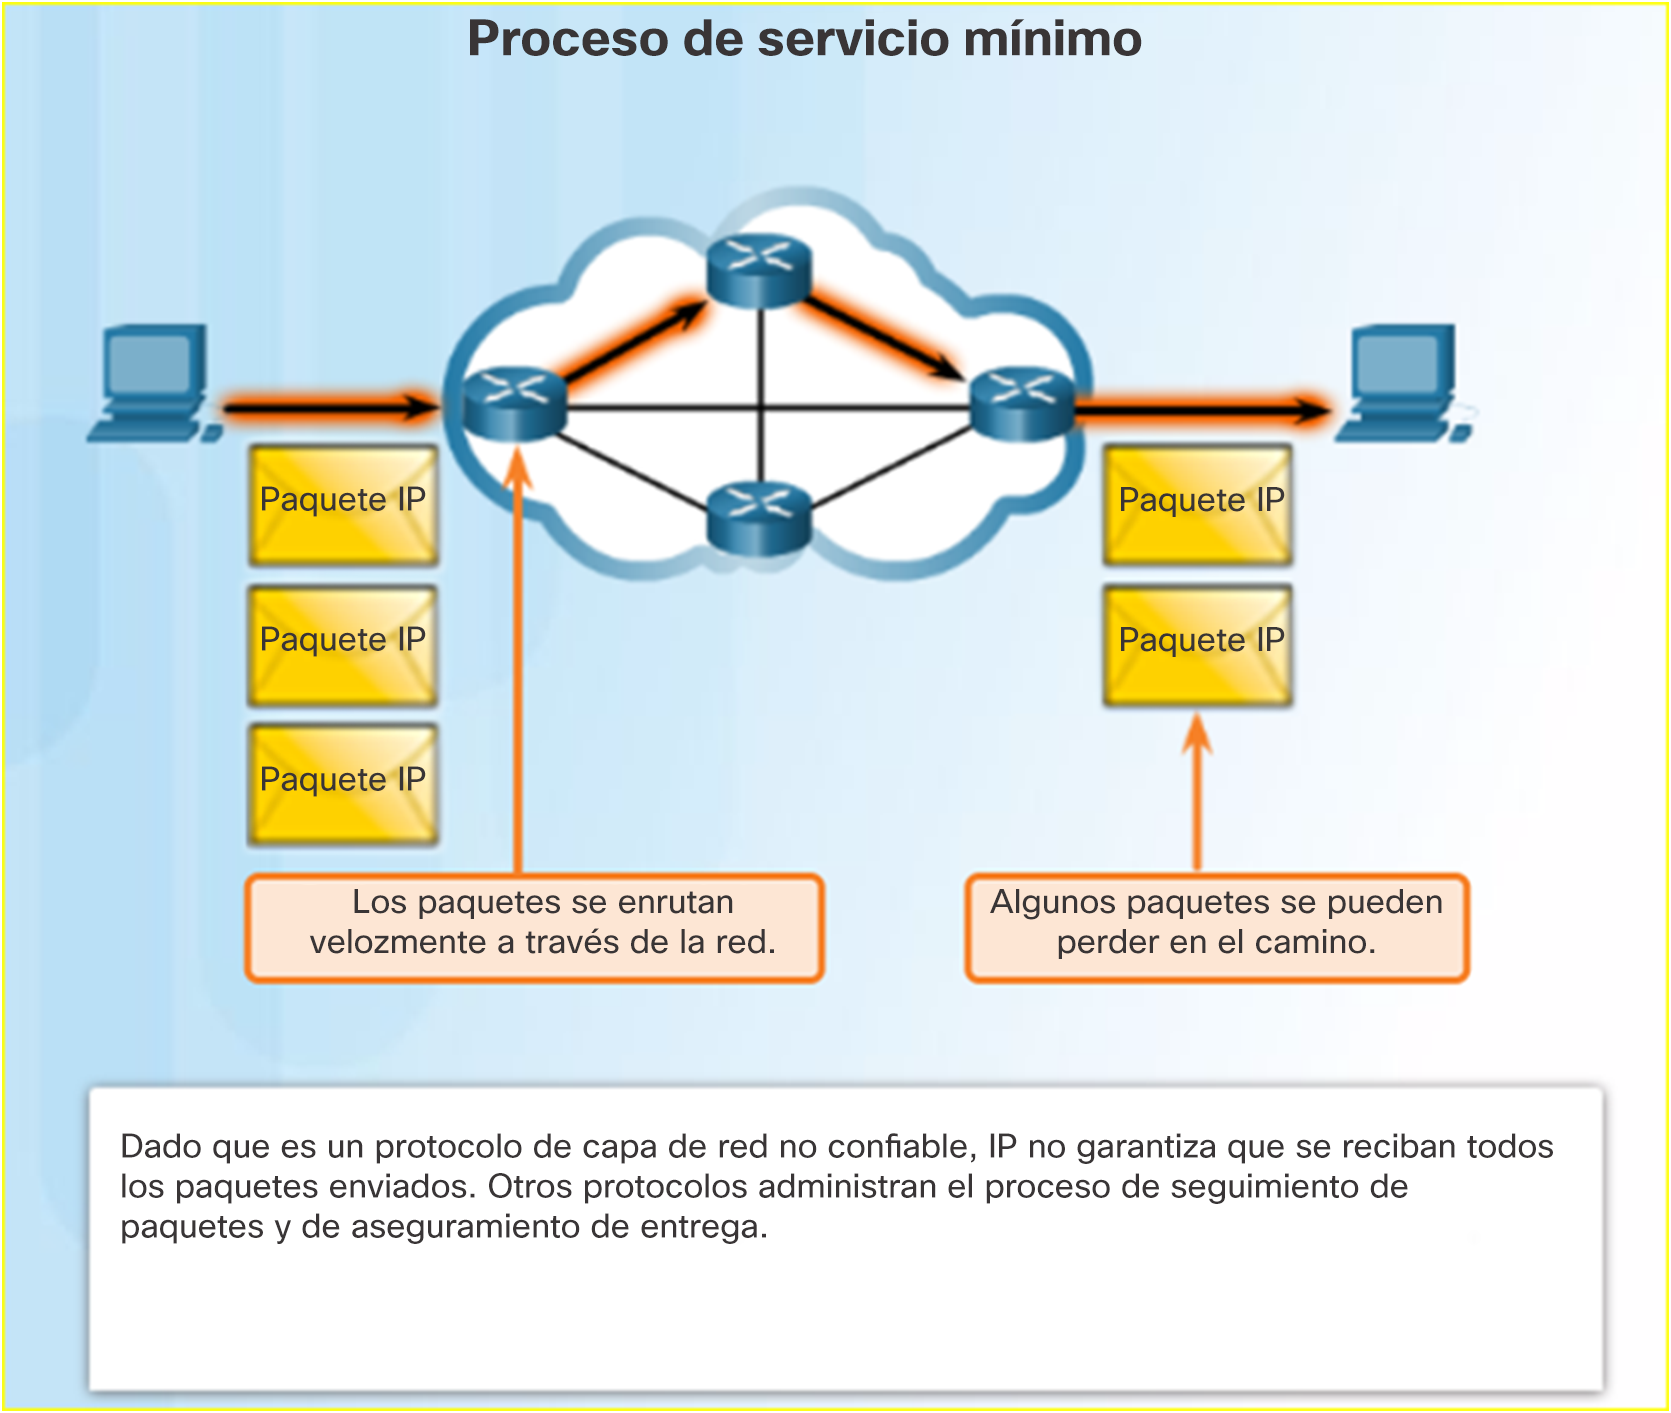 Proceso de servicio mínimo
Paquete IP
Paquete IP
Paquete IP
Paquete IP
Paquete IP
Los paquetes se enrutan
velozmente a través de la red.
Algunos paquetes se pueden
perder en el camino.
Dado que es un protocolo de capa de red no confiable, IP no garantiza que se reciban todos
los paquetes enviados. Otros protocolos administran el proceso de seguimiento de
paquetes y de aseguramiento de entrega.